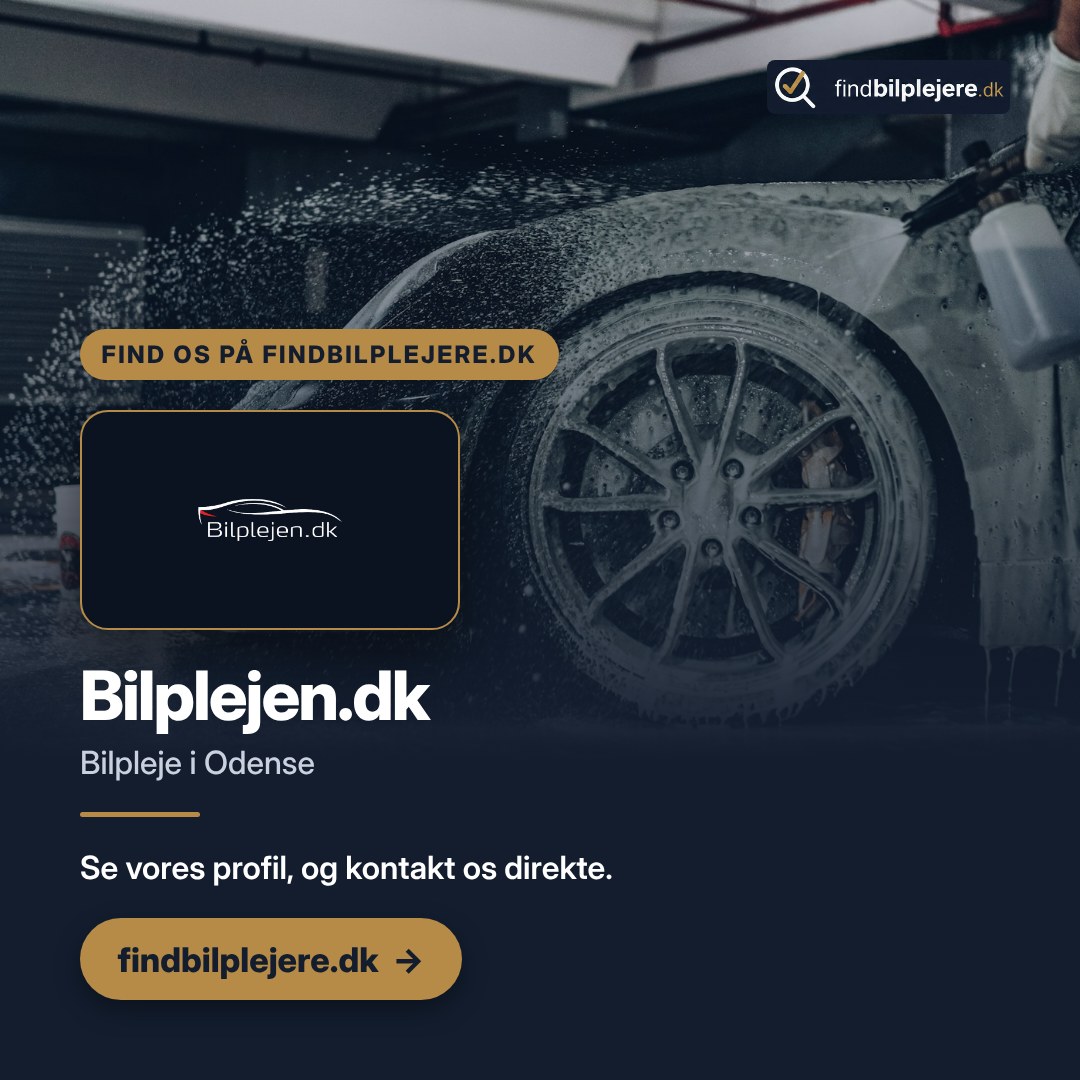 findbilplejere.dk
FIND OS PÅ FINDBILPLEJERE.DK
Bilplejen.dk
Bilplejen.dk
Bilpleje i Odense
Se vores profil, og kontakt os direkte.
findbilplejere.dk →